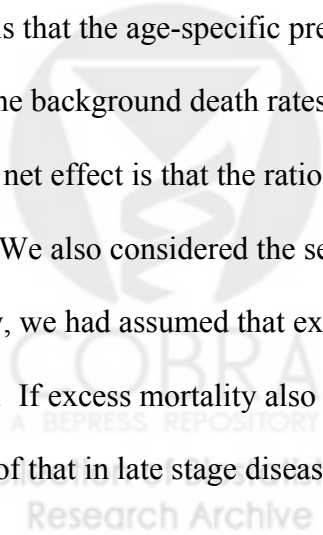 is that the age-specific pre
ne background death rates
net effect is that the ratio
We also considered the se
y, we had assumed that ex
COBRA
. If excess mortality also
A BEPRESS REPOSITORY
of that in late stage diseas
Research Archive